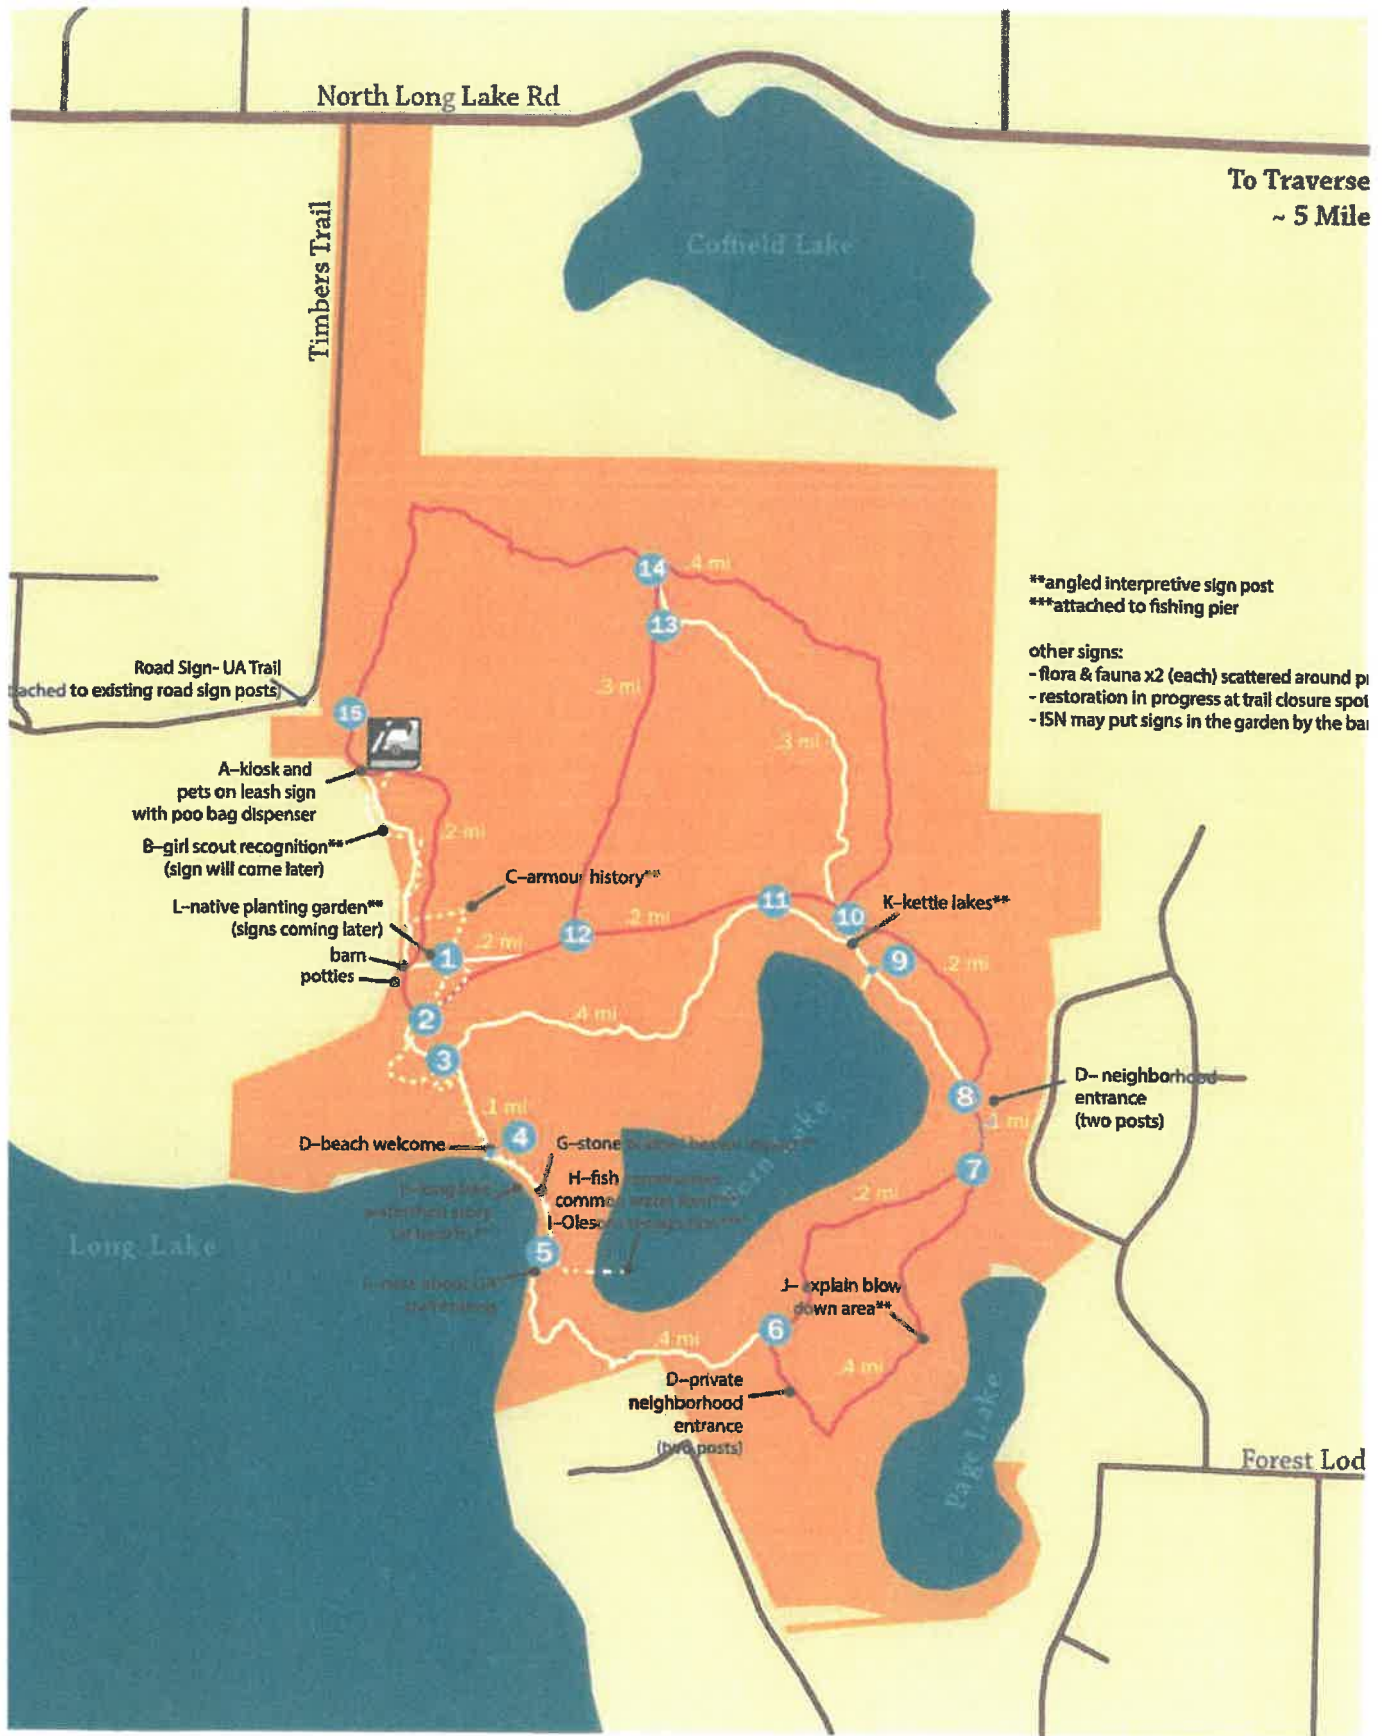 North Long Lake Rd
To Traverse
~ 5 Mile
Coffield Lake
Timbers Trail
14
.4 mi
13
**angled interpretive sign post
***attached to fishing pier
other signs:
- flora & fauna x2 (each) scattered around
- restoration in progress at trail closure spot
- ISN may put signs in the garden by the
Road Sign- UA Trail
to existing road sign posts)
.3 mi
15
.3 mi
A–kiosk and
pets on leash sign
with poo bag dispenser
.2 mi
B–girl scout recognition**
(sign will come later)
C–armour history**
L–native planting garden**
(signs coming later)
11
K–kettle lakes**
10
.2 mi
12
barn
1
.2 mi
9
.2 mi
potties
2
.4 mi
3
8
D– neighborhood
entrance
(two posts)
.1 mi
.1 mi
4
D–beach welcome
G–stone
7
H–fish
.2 mi
I–Oles
Long Lake
5
J– explain blow
down area**
6
.4 mi
.4 mi
D–private
neighborhood
entrance
(two posts)
Page Lake
Forest Lod